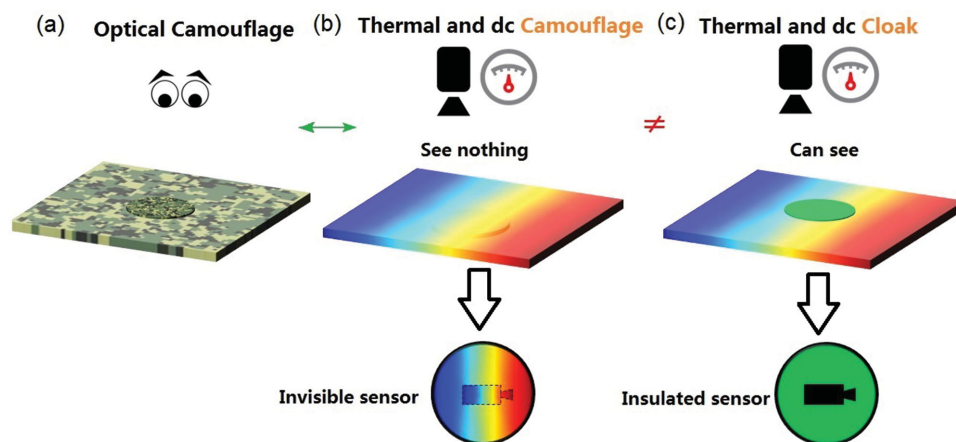 (a) Optical Camouflage
(b) Thermal and dc Camouflage
(c) Thermal and dc Cloak
≠
See nothing
Can see
Invisible sensor
Insulated sensor